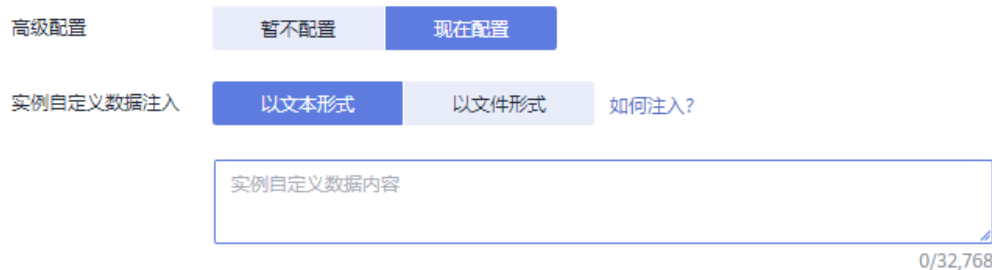 高级配置 暂不配置 现在配置
实例自定义数据注入 以文本形式 以文件形式 如何注入?
实例自定义数据内容
0/32,768